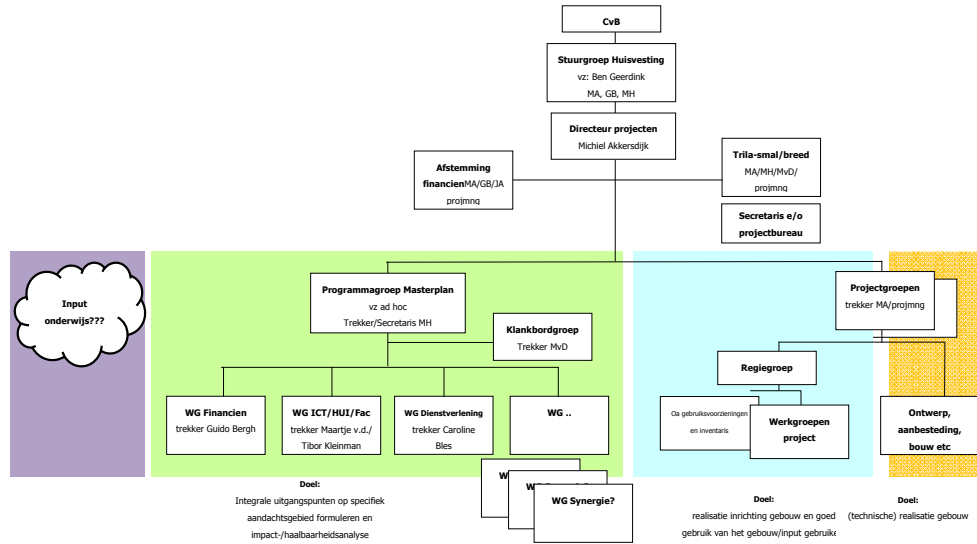 CvB
Stuurgroep Huisvesting
vz: Ben Geerdink
MA, GB, MH
Directeur projecten
Michiel Akkersdijk
Afstemming
financienMA/GB/JA
projmng
Trila-smal/breed
MA/MH/MvD/
projmng
Secretaris e/o
projectbureau
Input
onderwijs???
Programmagroep Masterplan
vz ad hoc
Trekker/Secretaris MH
Klankbordgroep
Trekker MvD
Projectgroepen
trekker MA/projmng
Regiegroep
WG Financien
trekker Guido Bergh
WG ICT/HUI/Fac
trekker Maartje v.d./
Tibor Kleinman
WG Dienstverlening
trekker Caroline
Bles
WG ..
Oa gebruiksvoorzieningen
en inventaris
Werkgroepen
project
Ontwerp,
aanbesteding,
bouw etc
WG Synergie?
Doel:
Integrale uitgangspunten op specifiek
aandachtsgebied formuleren en
impact-/haalbaarheidsanalyse
Doel:
realisatie inrichting gebouw en goed
gebruik van het gebouw/input gebruike
Doel:
(technische) realisatie gebouw